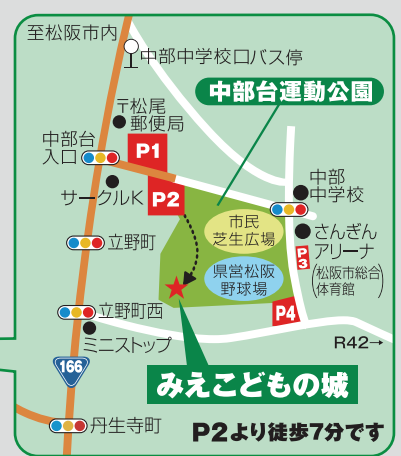 至松阪市内
中部中学校口バス停
中部台運動公園
〒松尾
郵便局
中部台
入口
P1
サークルK
P2
中部
中学校
市民
芝生広場
さんぎん
アリーナ
(松阪市総合
体育館)
P3
立野町
県営松阪
野球場
立野町西
P4
ミニストップ
R42→
166
みえこどもの城
丹生寺町
P2より徒歩7分です